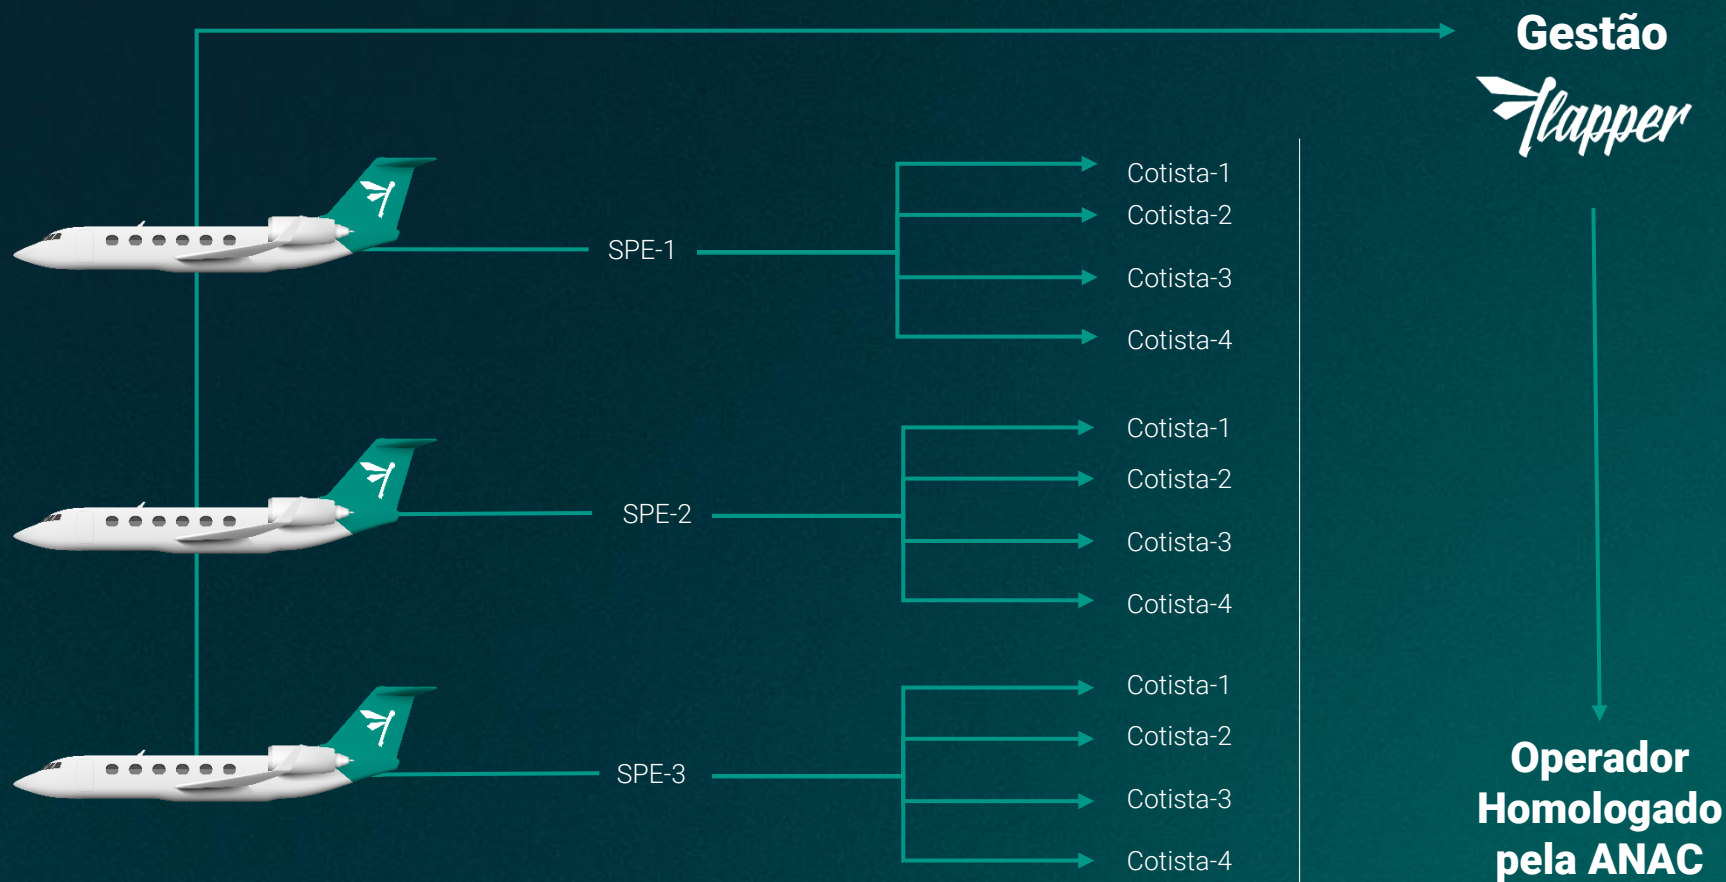 Gestão
Flapper
SPE-1
Cotista-1
Cotista-2
Cotista-3
Cotista-4
SPE-2
Cotista-1
Cotista-2
Cotista-3
Cotista-4
SPE-3
Cotista-1
Cotista-2
Cotista-3
Cotista-4
Operador
Homologado
pela ANAC